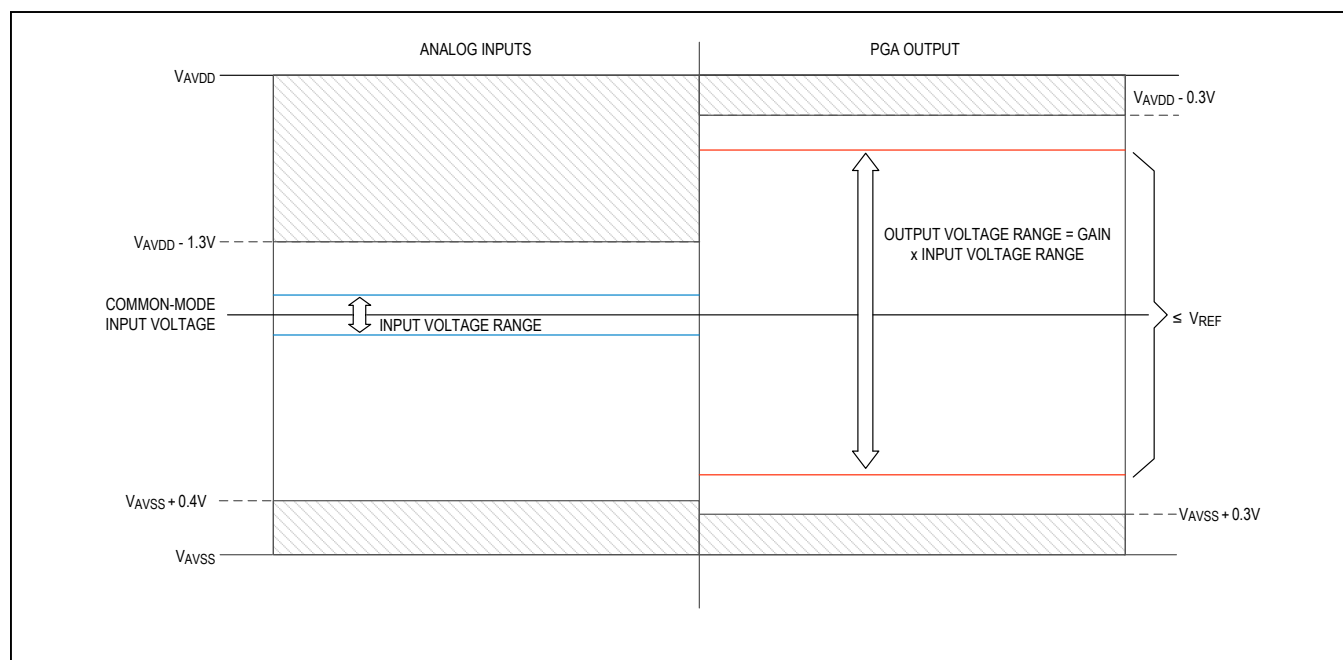 ANALOG INPUTS
PGA OUTPUT
VAVDD
VAVDD - 0.3V
VAVDD - 1.3V
OUTPUT VOLTAGE RANGE = GAIN
x INPUT VOLTAGE RANGE
COMMON-MODE
INPUT VOLTAGE
INPUT VOLTAGE RANGE
≤ VREF
VAVSS + 0.4V
VAVSS + 0.3V
VAVSS